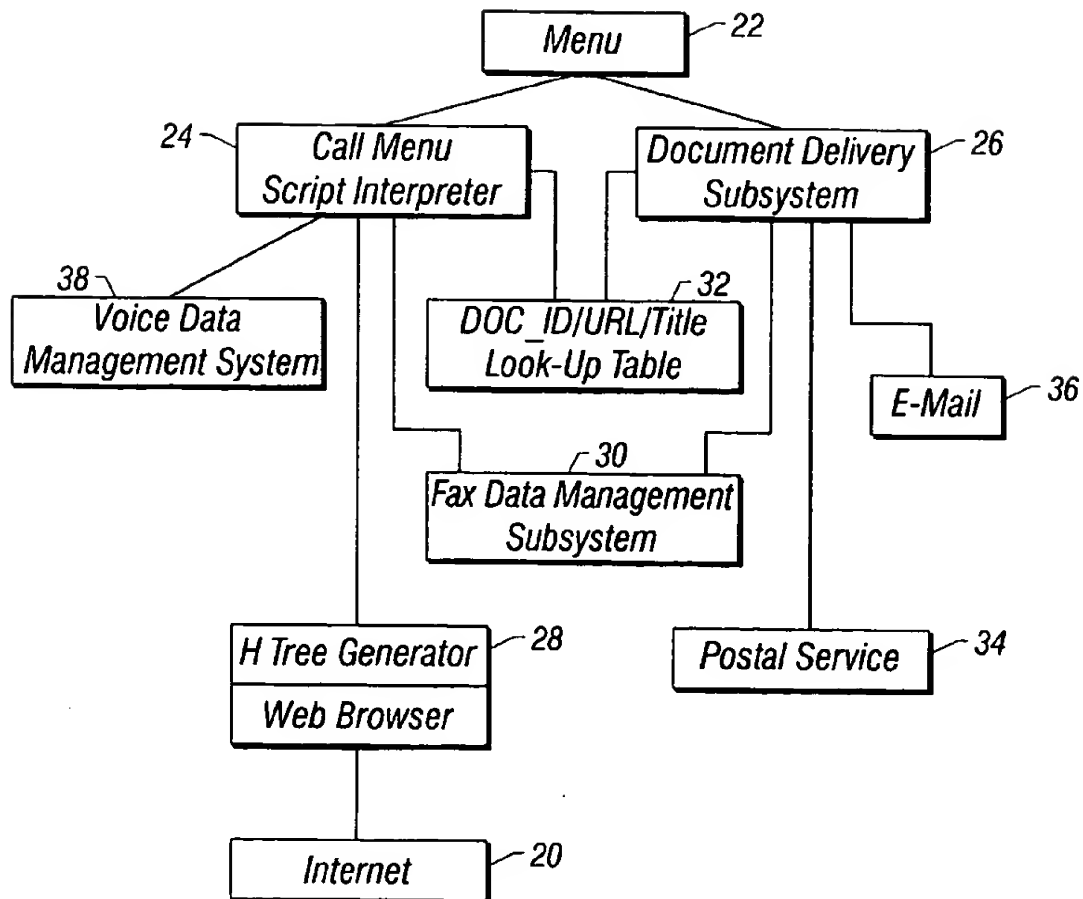 Menu
22
24
Call Menu
Script Interpreter
Document Delivery
Subsystem
26
38
Voice Data
Management System
32
DOC_ID/URL/Title
Look-Up Table
E-Mail
36
30
Fax Data Management
Subsystem
H Tree Generator
28
Web Browser
Postal Service
34
Internet
20